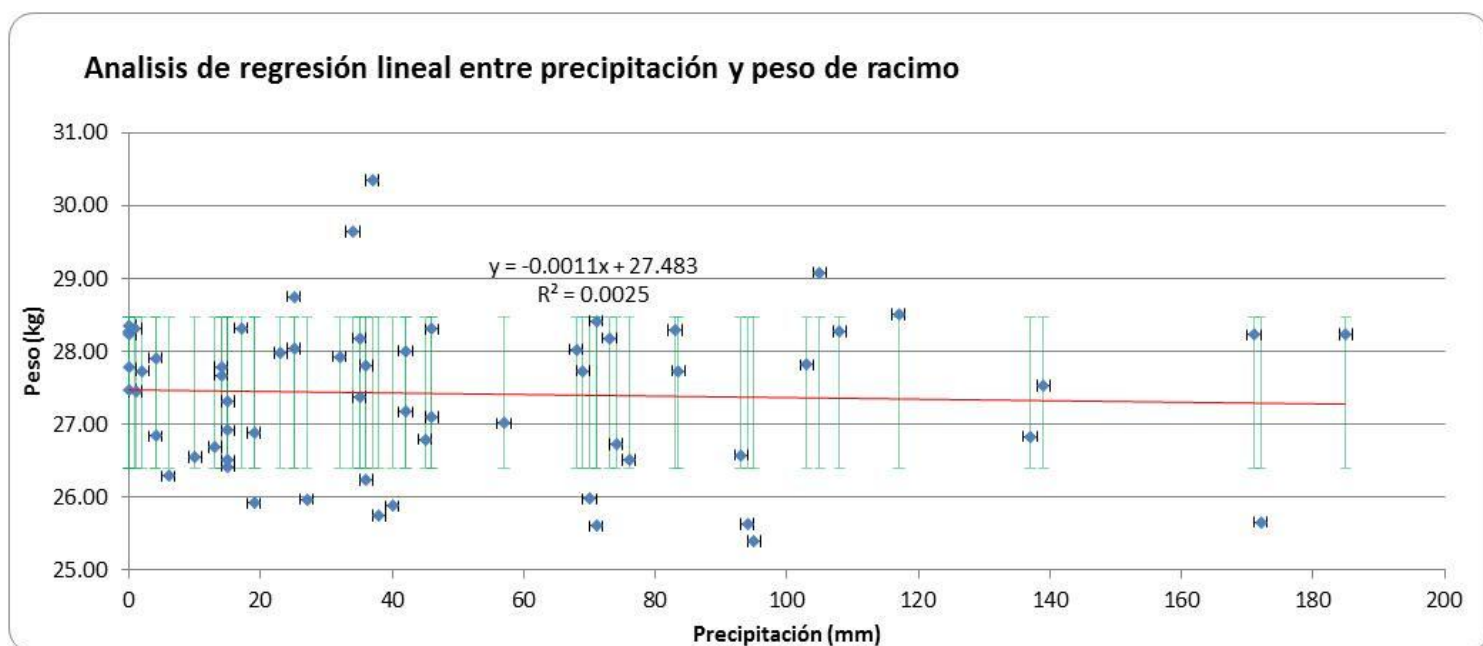 Analisis de regresión lineal entre precipitación y peso de racimo
31.00
30.00
29.00
28.00
27.00
26.00
25.00
Peso (kg)
y = -0.0011x + 27.483
R² = 0.0025
0 20 40 60 80 100 120 140 160 180 200
Precipitación (mm)